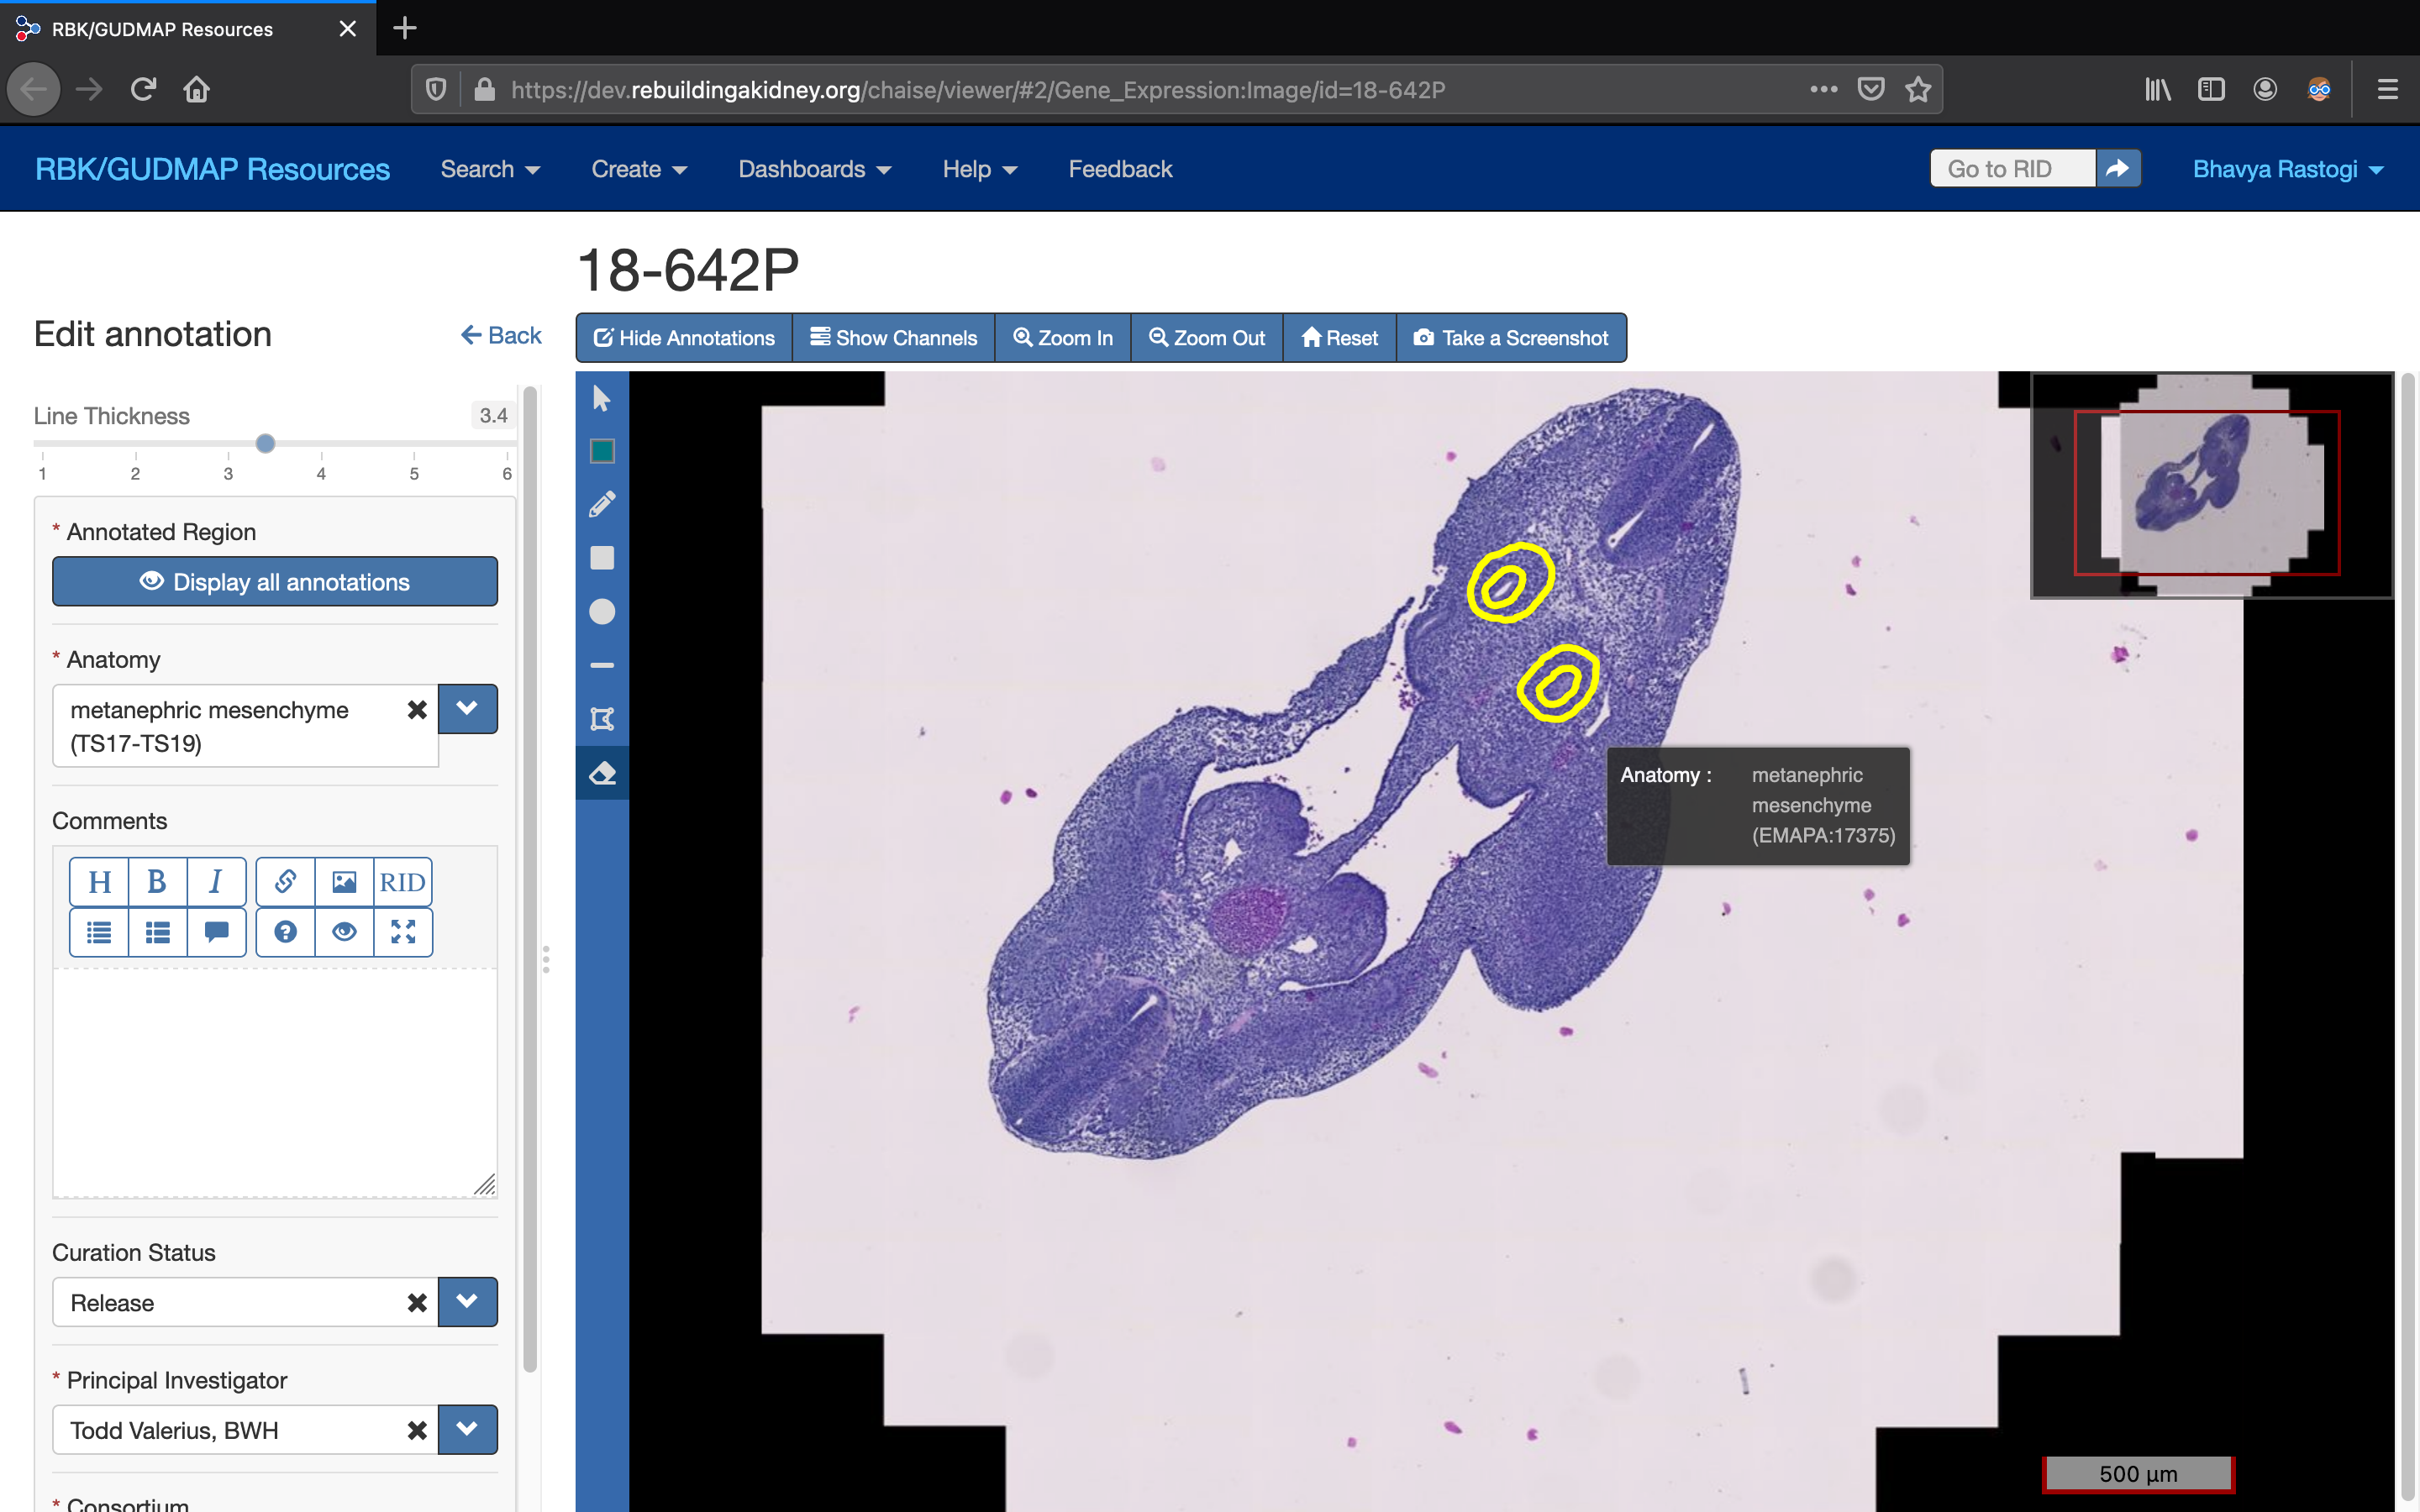 RBK/GUDMAP Resources
https://dev.rebuildingakidney.org/chaise/viewer/#2/Gene_Expression:Image/id=18-642P
RBK/GUDMAP Resources Search Create Dashboards Help Feedback Go to RID Bhavya Rastogi
18-642P
Edit annotation Back
Hide Annotations Show Channels Zoom In Zoom Out Reset Take a Screenshot
Line Thickness 3.4
1 2 3 4 5 6
* Annotated Region
Display all annotations
* Anatomy
metanephric mesenchyme
(TS17-TS19)
Anatomy : metanephric
mesenchyme
(EMAPA:17375)
Comments
H B I RID
Curation Status
Release
* Principal Investigator
Todd Valerius, BWH
* Consortium
500 µm